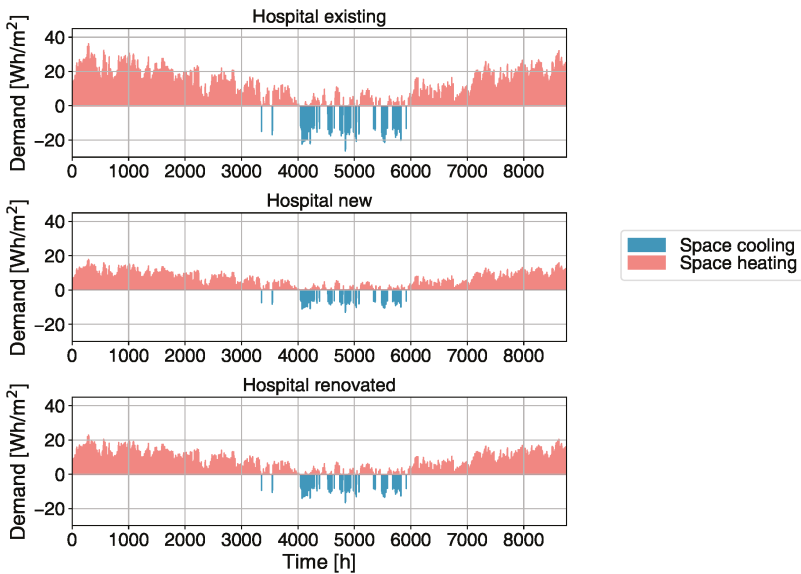 Hospital existing
Demand [Wh/m²]
40
20
0
−20
0 1000 2000 3000 4000 5000 6000 7000 8000
Hospital new
Demand [Wh/m²]
40
20
0
−20
0 1000 2000 3000 4000 5000 6000 7000 8000
Space cooling
Space heating
Hospital renovated
Demand [Wh/m²]
40
20
0
−20
0 1000 2000 3000 4000 5000 6000 7000 8000
Time [h]